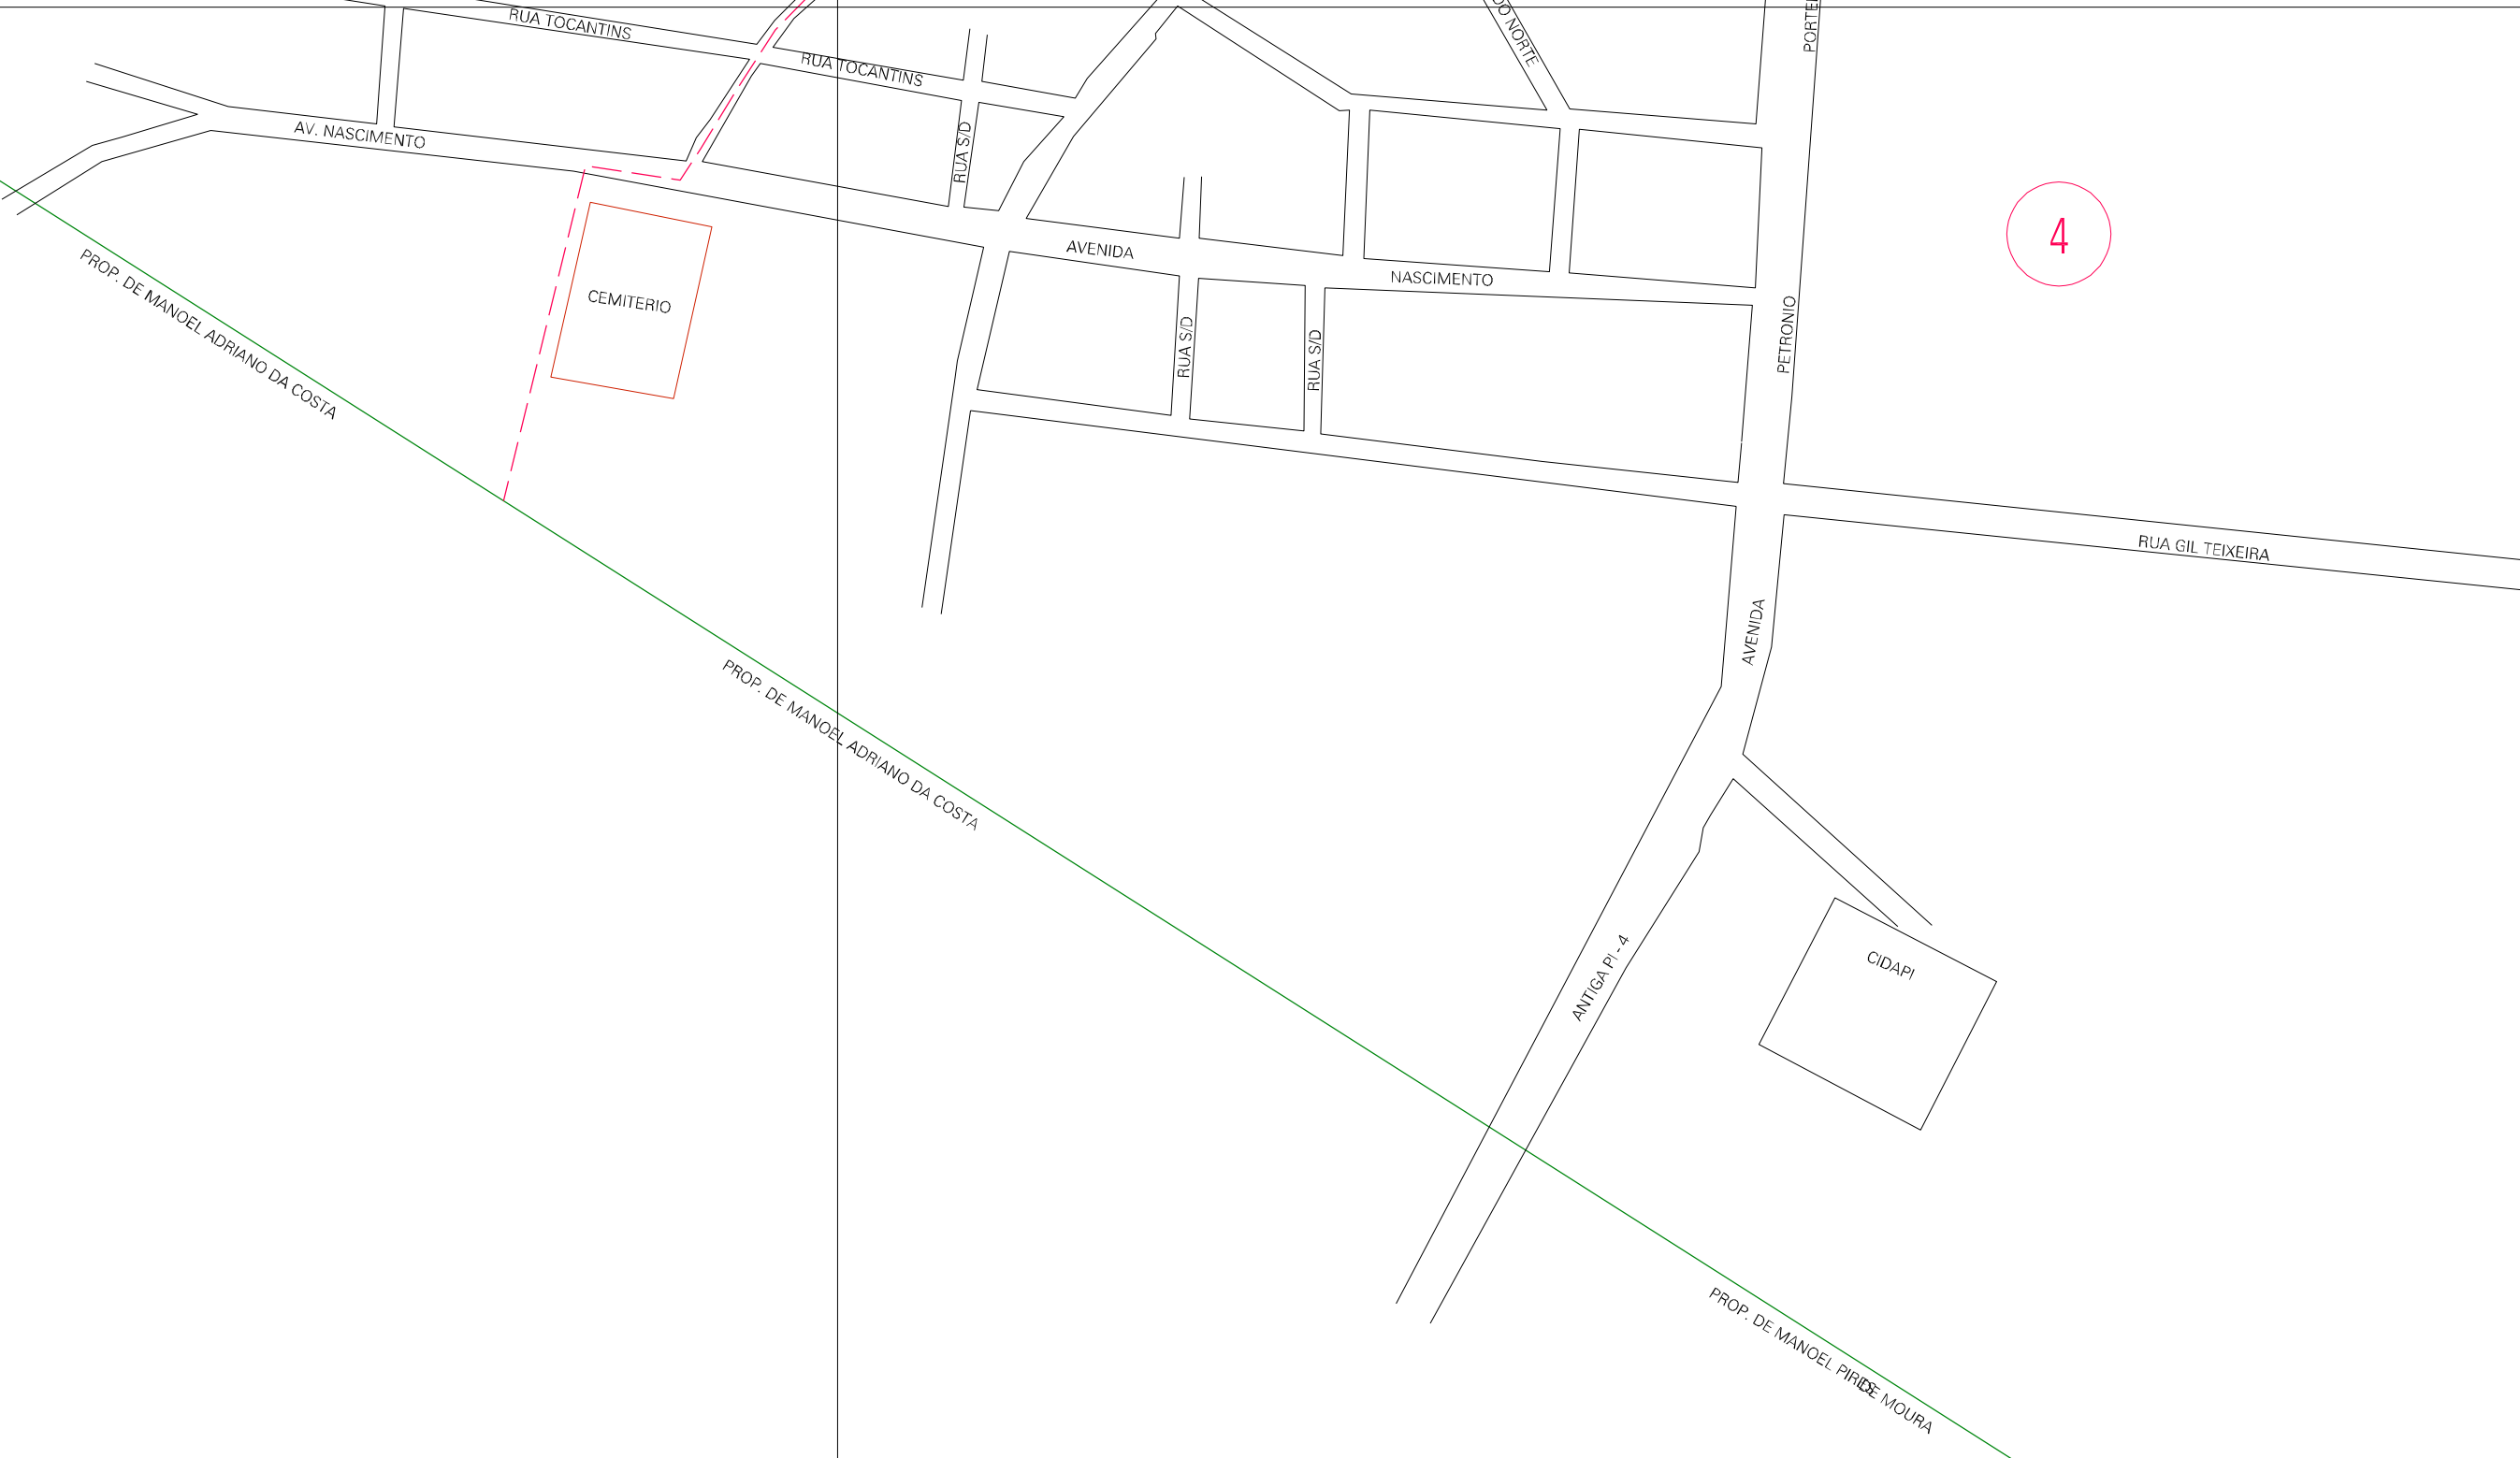 RUA TOCANTINS
DO NORTE
RUA TOCANTINS
AV. NASCIMENTO
RUA S/D
4
AVENIDA
NASCIMENTO
CEMITERIO
PETRONIO
RUA S/D
RUA S/D
PROP. DE MANOEL ADRIANO DA COSTA
RUA GIL TEIXEIRA
AVENIDA
PROP. DE MANOEL ADRIANO DA COSTA
CIDAPI
ANTIGA PI - 4
PROP. DE MANOEL PIRES DE MOURA